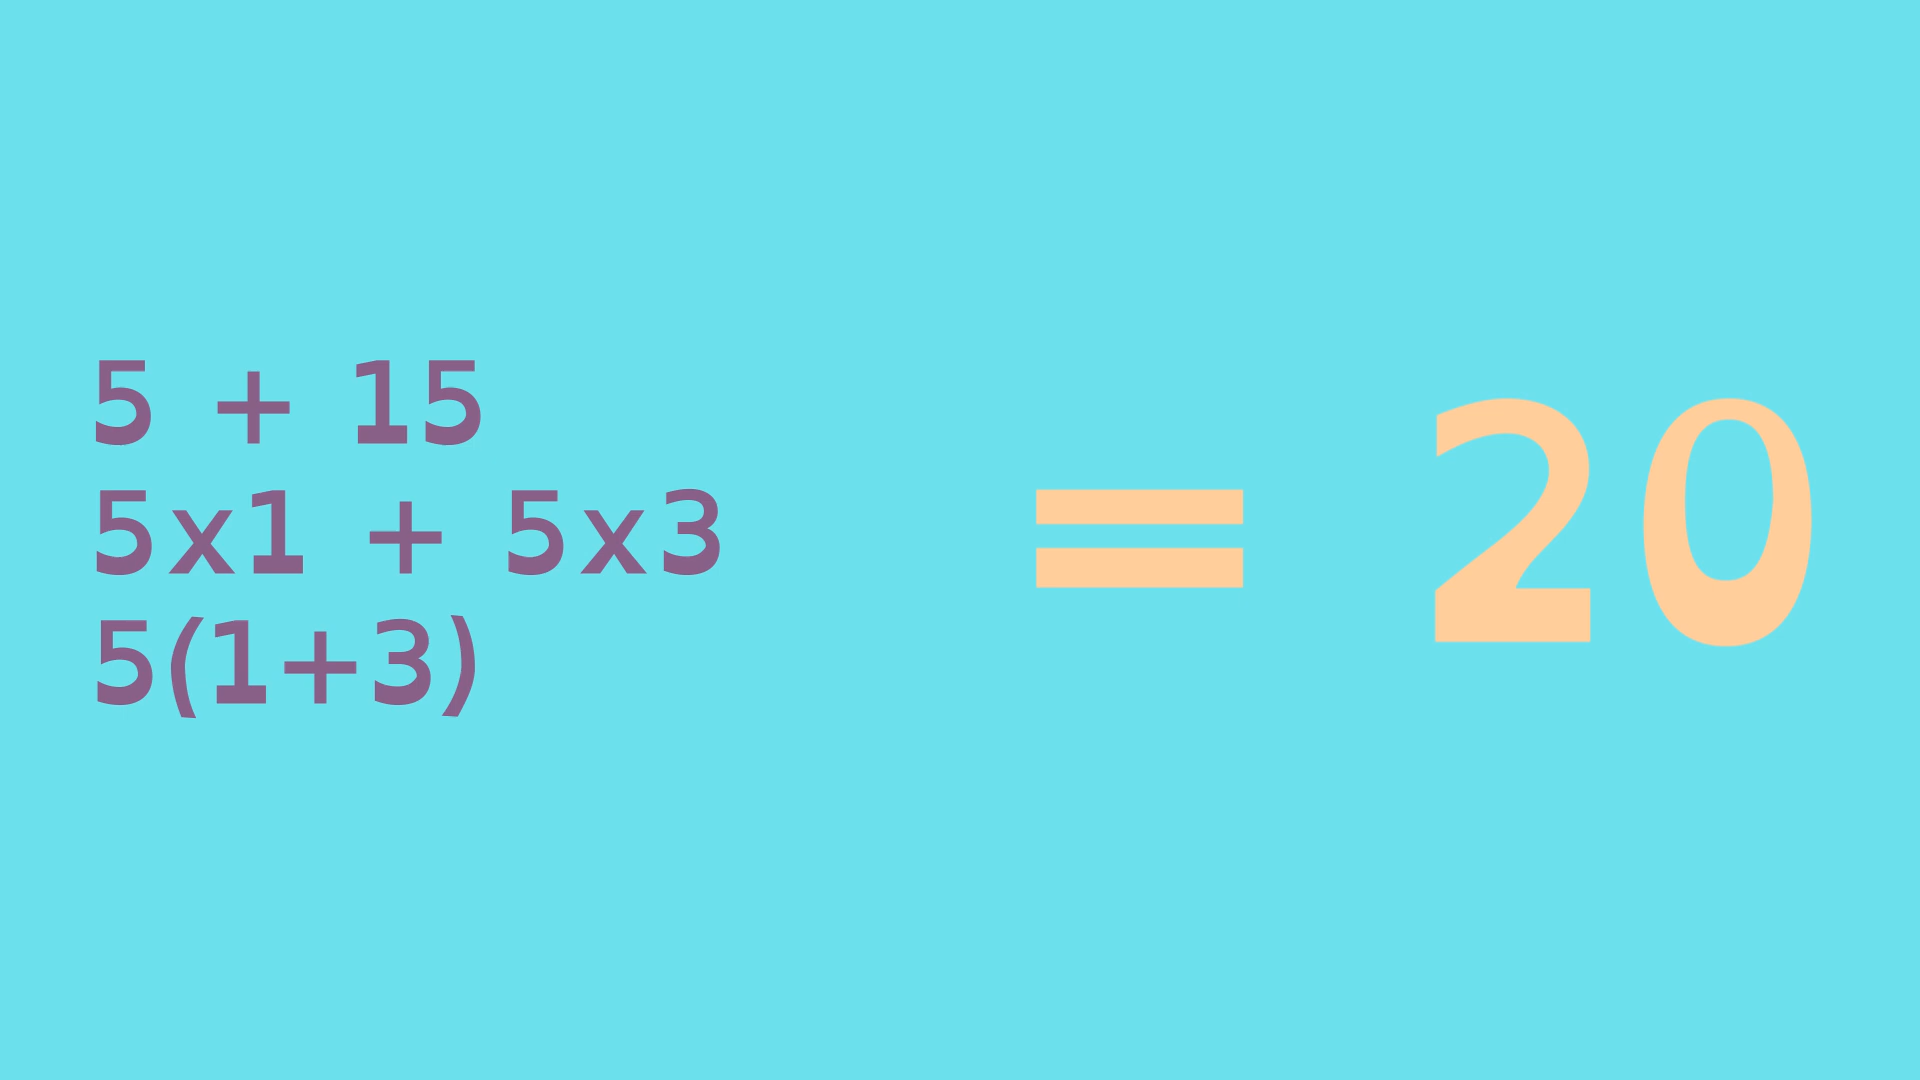 5 + 15
5x1 + 5x3
5(1+3)
= 20